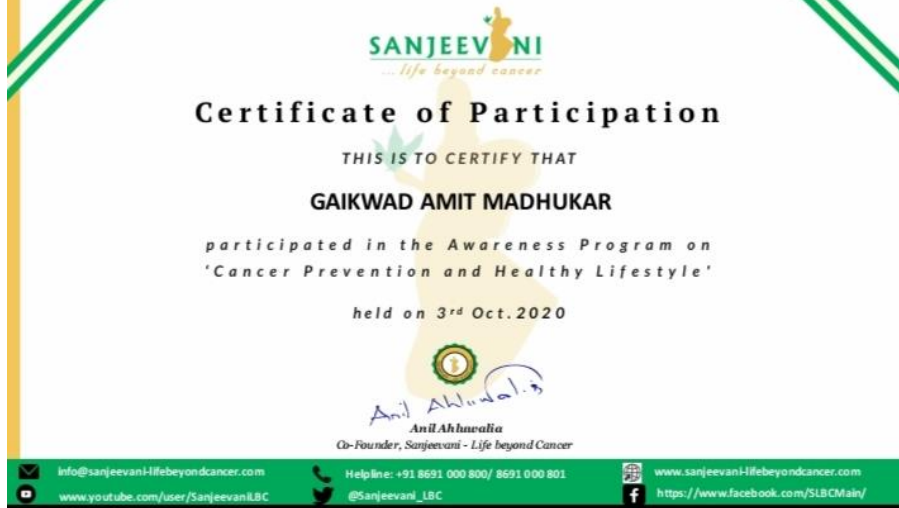 SANJEEVANI
... life beyond cancer
Certificate of Participation
THIS IS TO CERTIFY THAT
GAIKWAD AMIT MADHUKAR
participated in the Awareness Program on
‘Cancer Prevention and Healthy Lifestyle'
held on 3rd Oct.2020
Anil Ahluwalia
Anil Ahluwalia
Co-Founder, Sanjeevani - Life beyond Cancer
info@sanjeevani-lifebeyondcancer.com
Helpline: +91 8691 000 800/ 8691 000 801
www.sanjeevani-lifebeyondcancer.com
www.youtube.com/user/SanjeevaniLBC
@Sanjeevani_LBC
https://www.facebook.com/SLBCMain/